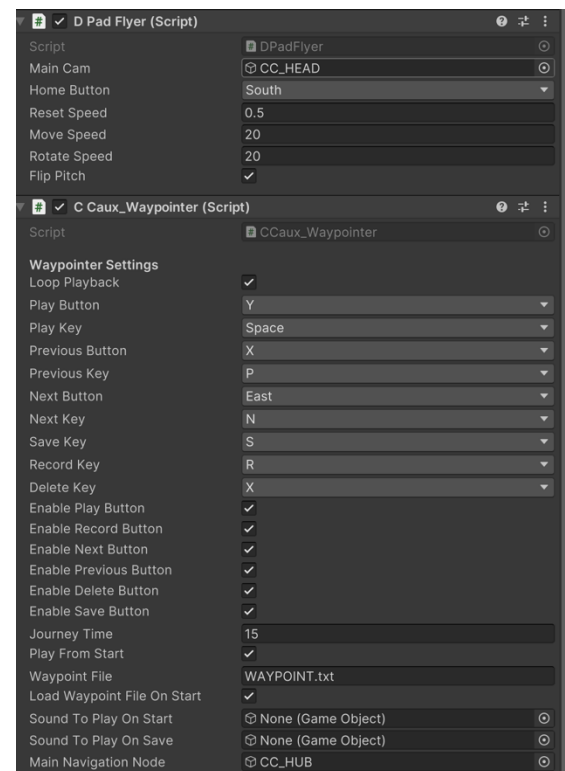 D Pad Flyer (Script)
Script DPadFlyer
Main Cam CC_HEAD
Home Button South
Reset Speed 0.5
Move Speed 20
Rotate Speed 20
Flip Pitch
C Caux_Waypointer (Script)
Script CCaux_Waypointer
Waypointer Settings
Loop Playback
Play Button Y
Play Key Space
Previous Button X
Previous Key P
Next Button East
Next Key N
Save Key S
Record Key R
Delete Key X
Enable Play Button
Enable Record Button
Enable Next Button
Enable Previous Button
Enable Delete Button
Enable Save Button
Journey Time 15
Play From Start
Waypoint File WAYPOINT.txt
Load Waypoint File On Start
Sound To Play On Start None (Game Object)
Sound To Play On Save None (Game Object)
Main Navigation Node CC_HUB